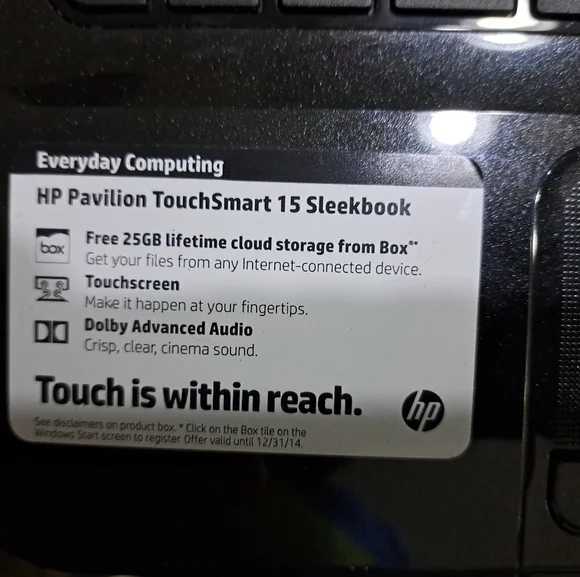 Everyday Computing
HP Pavilion TouchSmart 15 Sleekbook
box
Free 25GB lifetime cloud storage from Box**
Get your files from any Internet-connected device.
Touchscreen
Make it happen at your fingertips.
Dolby Advanced Audio
Crisp, clear, cinema sound.
Touch is within reach.
hp
See disclaimers on product box. * Click on the Box tile on the
Windows Start screen to register. Offer valid until 12/31/14.